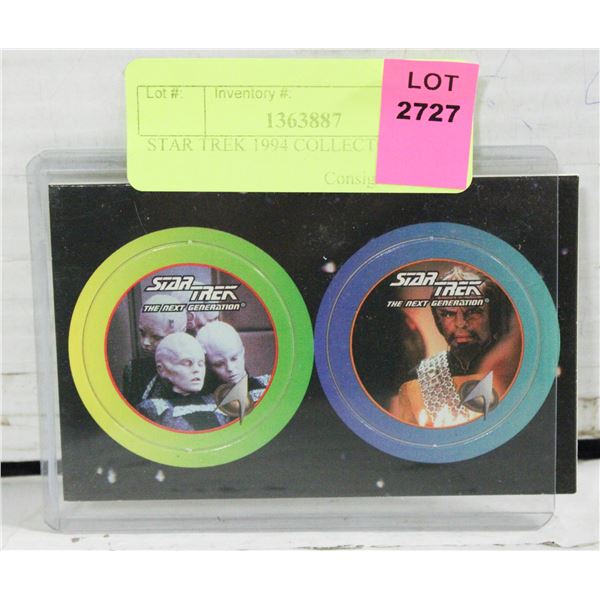 Lot #:
Inventory #:
1363887
LOT
2727
STAR TREK 1994 COLLECT
Consig
STAR TREK
THE NEXT GENERATION®
STAR TREK
THE NEXT GENERATION®